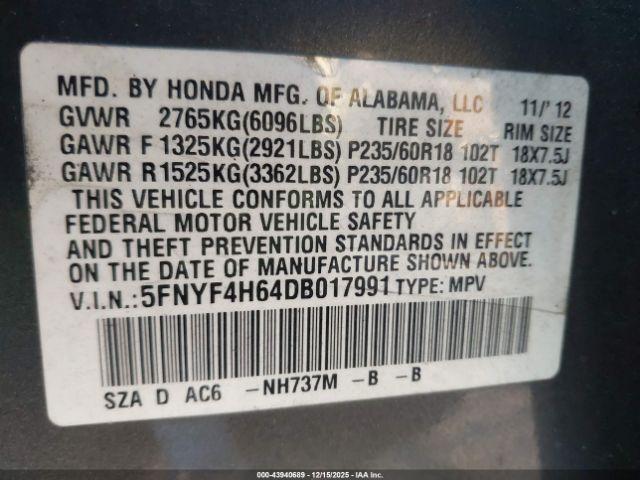 MFD. BY HONDA MFG. OF ALABAMA, LLC 11/'12
GVWR 2765KG(6096LBS) TIRE SIZE RIM SIZE
GAWR F 1325KG(2921LBS) P235/60R18 102T 18X7.5J
GAWR R 1525KG(3362LBS) P235/60R18 102T 18X7.5J
THIS VEHICLE CONFORMS TO ALL APPLICABLE
FEDERAL MOTOR VEHICLE SAFETY
AND THEFT PREVENTION STANDARDS IN EFFECT
ON THE DATE OF MANUFACTURE SHOWN ABOVE.
V.I.N.:5FNYF4H64DB017991 TYPE: MPV
SZA D AC6 -NH737M -B -B
000-43940689 - 12/15/2025 - IAAI.com